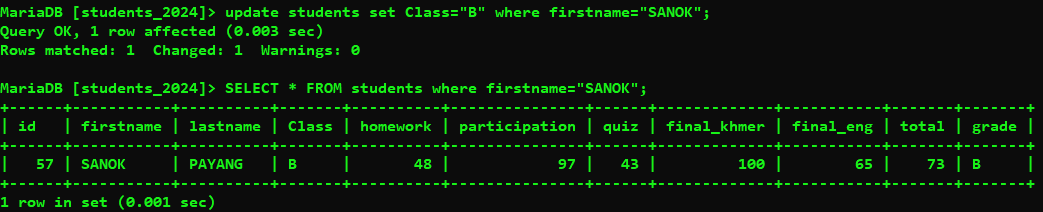 MariaDB [students_2024]> update students set Class="B" where firstname="SANOK";
Query OK, 1 row affected (0.003 sec)
Rows matched: 1  Changed: 1  Warnings: 0

MariaDB [students_2024]> SELECT * FROM students where firstname="SANOK";
+------+-----------+----------+-------+----------+---------------+------+-------------+-----------+-------+-------+
| id   | firstname | lastname | Class | homework | participation | quiz | final_khmer | final_eng | total | grade |
+------+-----------+----------+-------+----------+---------------+------+-------------+-----------+-------+-------+
|   57 | SANOK     | PAYANG   | B     |       48 |            97 |   43 |         100 |        65 |    73 | B     |
+------+-----------+----------+-------+----------+---------------+------+-------------+-----------+-------+-------+
1 row in set (0.001 sec)